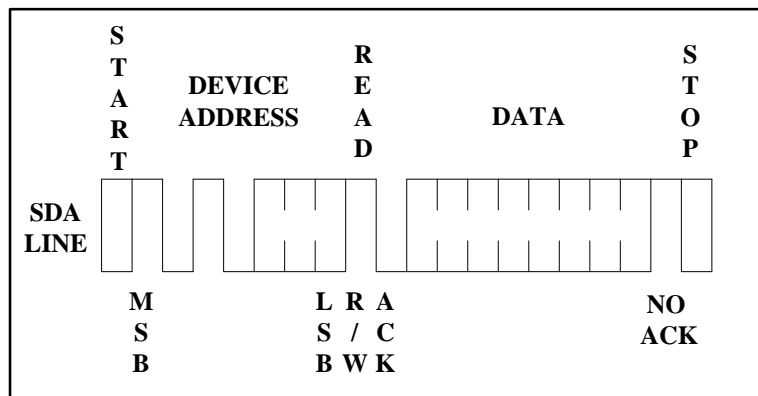 START
DEVICE
ADDRESS
READ
DATA
STOP
SDA
LINE
MSB
LSB
R/W
ACK
NO
ACK